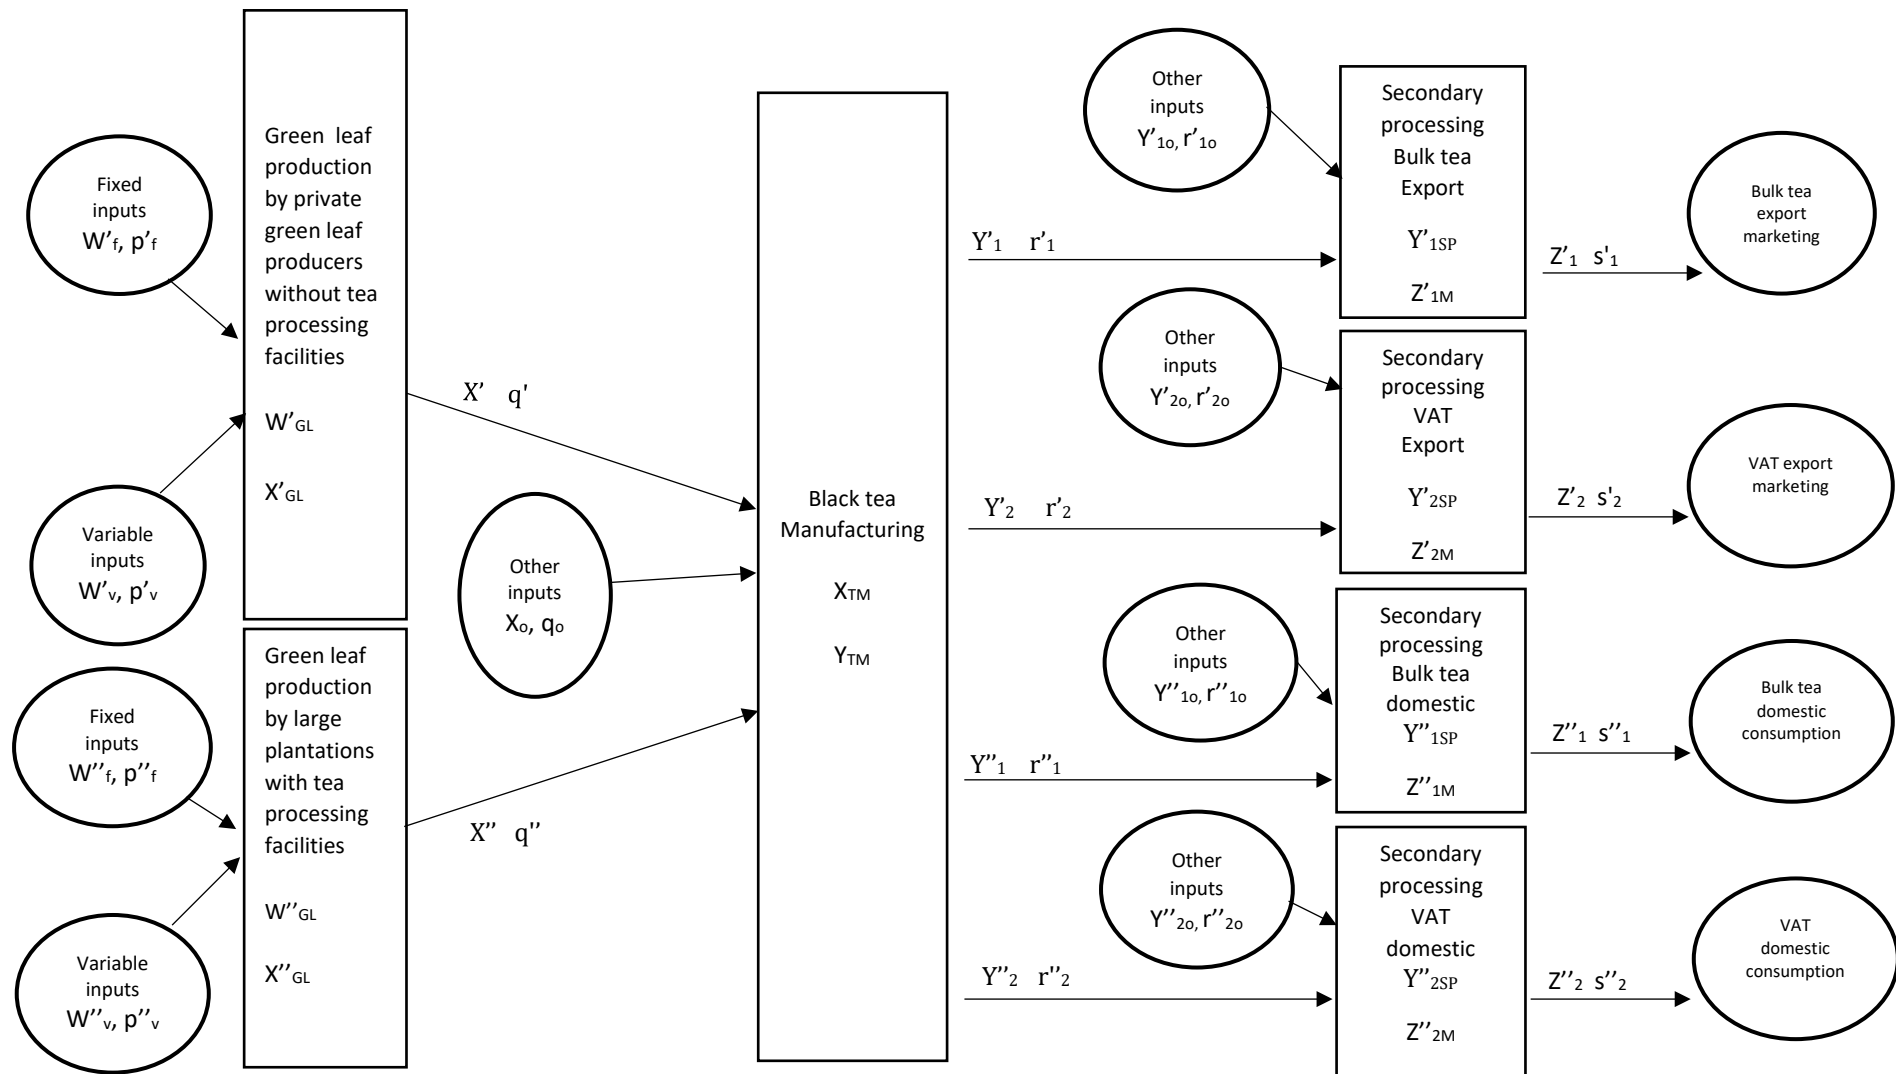 Fixed
inputs
W’f, p’f
Variable
inputs
W’v, p’v
Fixed
inputs
W’’f, p’’f
Variable
inputs
W’’v, p’’v
Green leaf
production
by private
green leaf
producers
without tea
processing
facilities
W’GL
X’GL
Green leaf
production
by large
plantations
with tea
processing
facilities
W’’GL
X’’GL
X' q'
Other
inputs
Xo, qo
X'' q''
Black tea
Manufacturing
XTM
YTM
Other
inputs
Y’1o, r’1o
Y’1 r’1
Other
inputs
Y’2o, r’2o
Y’2 r’2
Other
inputs
Y’’1o, r’’1o
Y’’1 r’’1
Other
inputs
Y’’2o, r’’2o
Y’’2 r’’2
Secondary
processing
Bulk tea
Export
Y’1SP
Z’1M
Secondary
processing
VAT
Export
Y’2SP
Z’2M
Secondary
processing
Bulk tea
domestic
Y’’1SP
Z’’1M
Secondary
processing
VAT
domestic
Y’’2SP
Z’’2M
Z’1 s'1
Z’2 s'2
Z’’1 s’’1
Z’’2 s’’2
Bulk tea
export
marketing
VAT export
marketing
Bulk tea
domestic
consumption
VAT
domestic
consumption